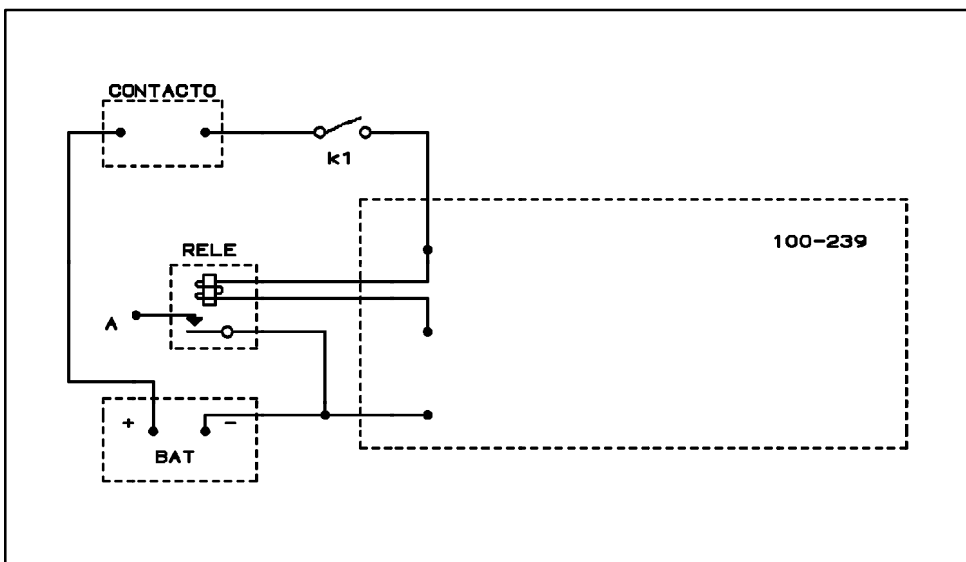 CONTACTO
k1
100-239
RELE
A
+ -
BAT